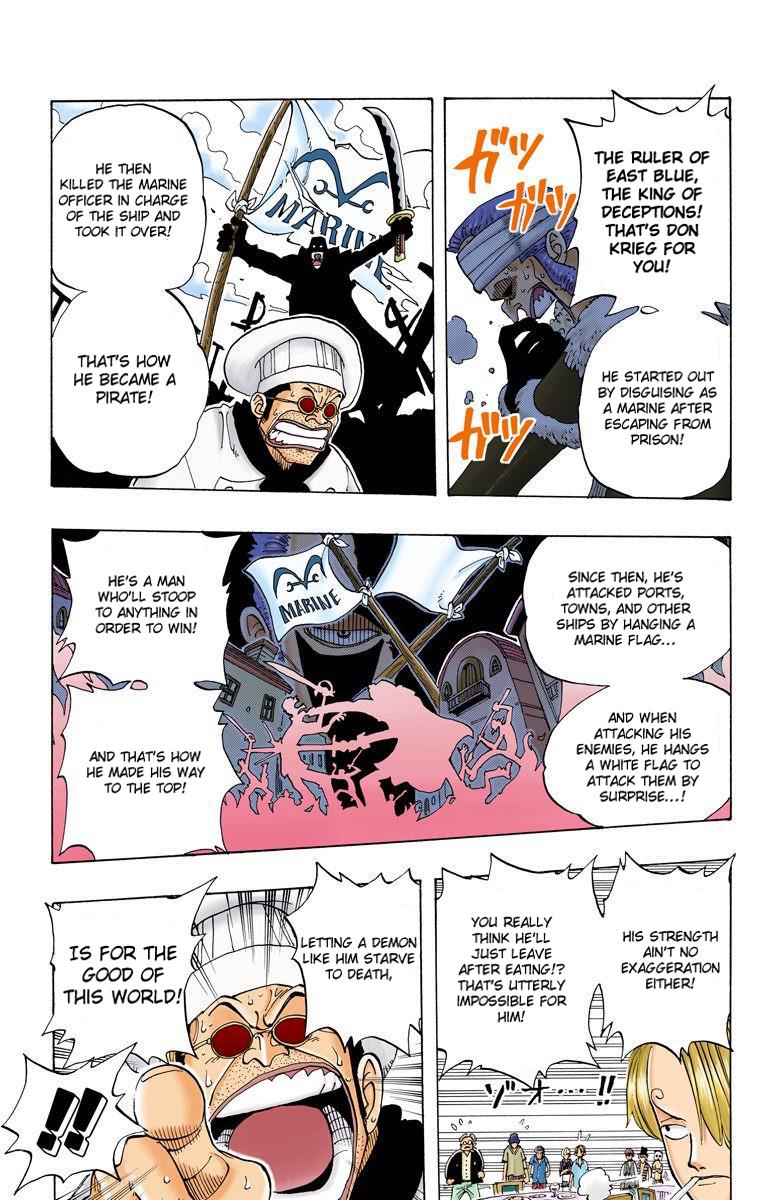 THE RULER OF
EAST BLUE,
THE KING OF
DECEPTIONS!
THAT'S DON
KRIEG FOR
YOU!
ガツ
ガツ
ガツ
HE STARTED OUT
BY DISGUISING AS
A MARINE AFTER
ESCAPING FROM
PRISON!
HE THEN
KILLED THE MARINE
OFFICER IN CHARGE
OF THE SHIP AND
TOOK IT OVER!
MARINE
THAT'S HOW
HE BECAME A
PIRATE!
SINCE THEN, HE'S
ATTACKED PORTS,
TOWNS, AND OTHER
SHIPS BY HANGING A
MARINE FLAG...
AND WHEN
ATTACKING HIS
ENEMIES, HE HANGS
A WHITE FLAG TO
ATTACK THEM BY
SURPRISE...!
MARINE
HE'S A MAN
WHO'LL STOOP
TO ANYTHING IN
ORDER TO WIN!
AND THAT'S HOW
HE MADE HIS WAY
TO THE TOP!
HIS STRENGTH
AIN'T NO
EXAGGERATION
EITHER!
YOU REALLY
THINK HE'LL
JUST LEAVE
AFTER EATING!?
THAT'S UTTERLY
IMPOSSIBLE FOR
HIM!
ゾォ…!!
LETTING A DEMON
LIKE HIM STARVE
TO DEATH,
IS FOR THE
GOOD OF
THIS WORLD!
!!